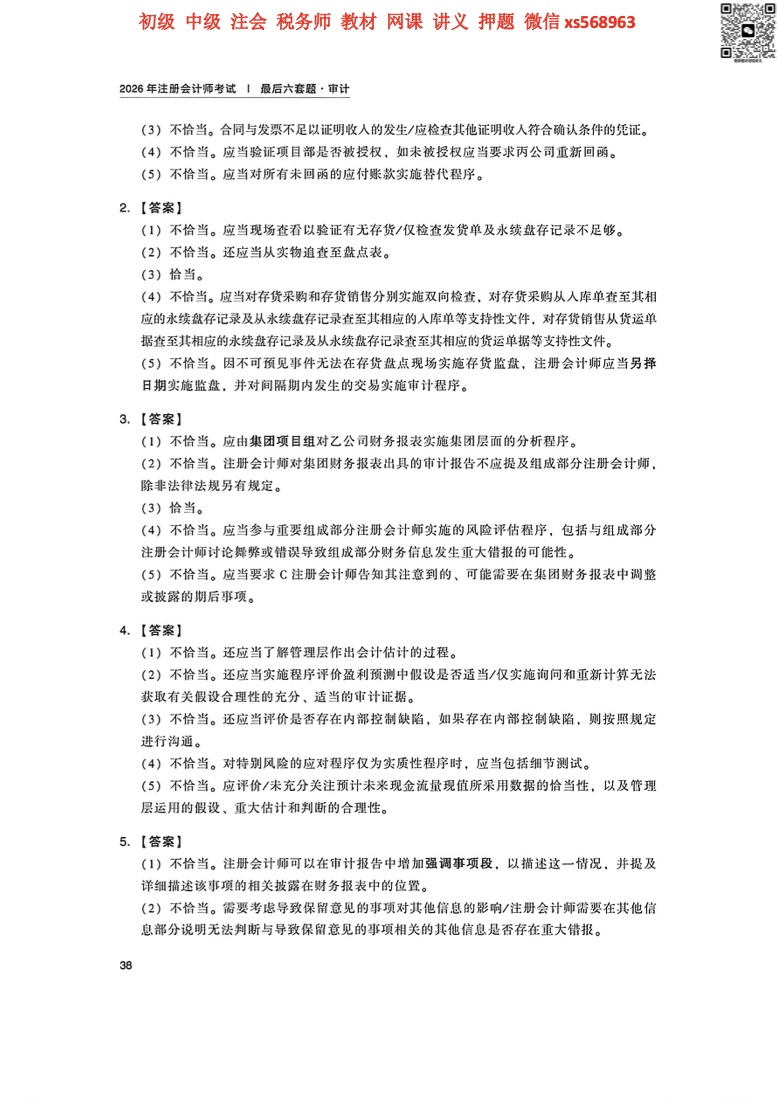 初级 中级 注会 税务师 教材 网课 讲义 押题 微信 xs568963
2026 年注册会计师考试 | 最后六套题·审计
(3) 不恰当。合同与发票不足以证明收入的发生/应检查其他证明收入符合确认条件的凭证。
(4) 不恰当。应当验证项目部是否被授权，如未被授权应当要求丙公司重新回函。
(5) 不恰当。应当对所有未回函的应付账款实施替代程序。
2. 【答案】
(1) 不恰当。应当现场查看以验证有无存货/仅检查发货单及永续盘存记录不足够。
(2) 不恰当。还应当从实物追查至盘点表。
(3) 恰当。
(4) 不恰当。应当对存货采购和存货销售分别实施双向检查，对存货采购从入库单查至其相
应的永续盘存记录及从永续盘存记录查至其相应的入库单等支持性文件，对存货销售从货运单
据查至其相应的永续盘存记录及从永续盘存记录查至其相应的货运单据等支持性文件。
(5) 不恰当。因不可预见事件无法在存货盘点现场实施存货监盘，注册会计师应当另择
日期实施监盘，并对间隔期内发生的交易实施审计程序。
3. 【答案】
(1) 不恰当。应由集团项目组对乙公司财务报表实施集团层面的分析程序。
(2) 不恰当。注册会计师对集团财务报表出具的审计报告不应提及组成部分注册会计师，
除非法律法规另有规定。
(3) 恰当。
(4) 不恰当。应当参与重要组成部分注册会计师实施的风险评估程序，包括与组成部分
注册会计师讨论舞弊或错误导致组成部分财务信息发生重大错报的可能性。
(5) 不恰当。应当要求 C 注册会计师告知其注意到的、可能需要在集团财务报表中调整
或披露的期后事项。
4. 【答案】
(1) 不恰当。还应当了解管理层作出会计估计的过程。
(2) 不恰当。还应当实施程序评价盈利预测中假设是否适当/仅实施询问和重新计算无法
获取有关假设合理性的充分、适当的审计证据。
(3) 不恰当。还应当评价是否存在内部控制缺陷，如果存在内部控制缺陷，则按照规定
进行沟通。
(4) 不恰当。对特别风险的应对程序仅为实质性程序时，应当包括细节测试。
(5) 不恰当。应评价/未充分关注预计未来现金流量现值所采用数据的恰当性，以及管理
层运用的假设、重大估计和判断的合理性。
5. 【答案】
(1) 不恰当。注册会计师可以在审计报告中增加强调事项段，以描述这一情况，并提及
详细描述该事项的相关披露在财务报表中的位置。
(2) 不恰当。需要考虑导致保留意见的事项对其他信息的影响/注册会计师需要在其他信
息部分说明无法判断与导致保留意见的事项相关的其他信息是否存在重大错报。
38